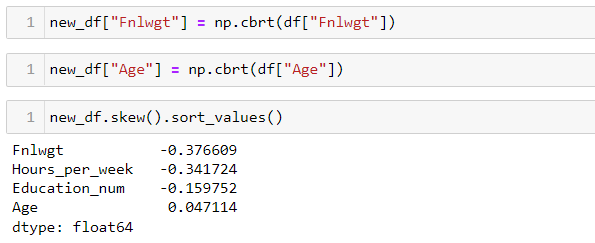 1 new_df["Fnlwgt"] = np.cbrt(df["Fnlwgt"])
1 new_df["Age"] = np.cbrt(df["Age"])
1 new_df.skew().sort_values()
Fnlwgt -0.376609
Hours_per_week -0.341724
Education_num -0.159752
Age 0.047114
dtype: float64